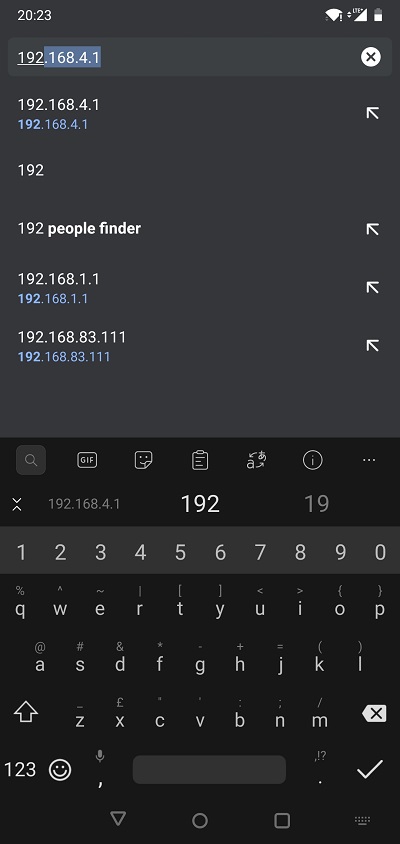 20:23
LTE+
192.168.4.1
192.168.4.1
192.168.4.1
192
192 people finder
192.168.1.1
192.168.1.1
192.168.83.111
192.168.83.111
GIF
a あ
192.168.4.1 192 19
1 2 3 4 5 6 7 8 9 0
% ^ ~ | [ ] < > { }
q w e r t y u i o p
@ # & * - + = ( )
a s d f g h j k l
_ £ " ' : ; /
z x c v b n m
,!?
123 , .